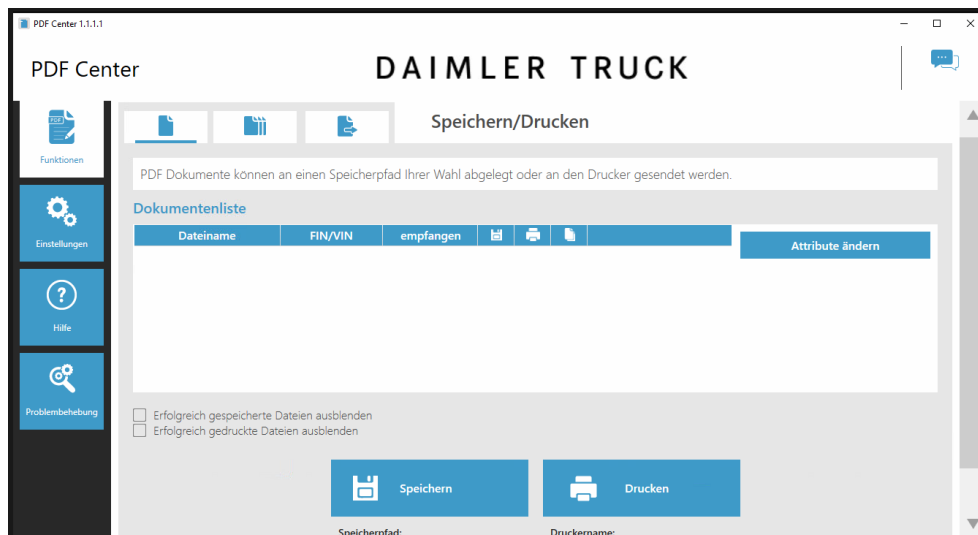 PDF Center 1.1.1.1
PDF Center
DAIMLER TRUCK
PDF
Funktionen
Einstellungen
Hilfe
Problembehebung
Speichern/Drucken
PDF Dokumente können an einen Speicherpfad Ihrer Wahl abgelegt oder an den Drucker gesendet werden.
Dokumentenliste
Dateiname FIN/VIN empfangen
Attribute ändern
Erfolgreich gespeicherte Dateien ausblenden
Erfolgreich gedruckte Dateien ausblenden
Speichern Drucken
Speicherpfad: Druckername: